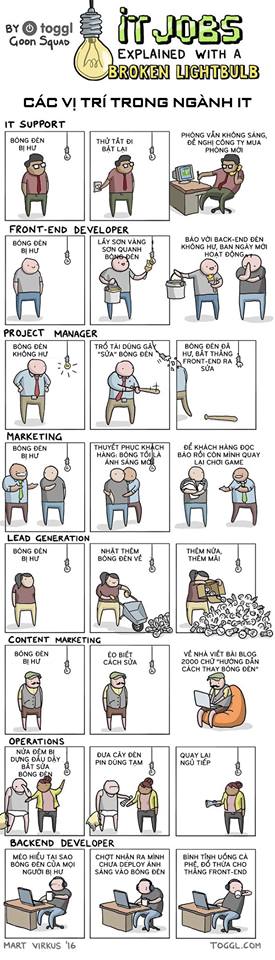 BY toggl
Goon Squad
IT JOBS
EXPLAINED WITH A
BROKEN LIGHTBULB
CÁC VỊ TRÍ TRONG NGÀNH IT
IT SUPPORT
BÓNG ĐÈN
BỊ HƯ
THỬ TẮT ĐI
BẬT LẠI
PHÒNG VẪN KHÔNG SÁNG,
ĐỀ NGHỊ CÔNG TY MUA
PHÒNG MỚI
FRONT-END DEVELOPER
BÓNG ĐÈN
BỊ HƯ
LẤY SƠN VÀNG
SƠN QUANH
BÓNG ĐÈN
BÁO VỚI BACK-END ĐÈN
KHÔNG HƯ, BAN NGÀY MỚI
HOẠT ĐỘNG
PROJECT MANAGER
BÓNG ĐÈN
KHÔNG HƯ
TRỔ TÀI DÙNG GẬY
"SỬA" BÓNG ĐÈN
BÓNG ĐÈN ĐÃ
HƯ, BẮT THẰNG
FRONT-END RA
SỬA
MARKETING
BÓNG ĐÈN
BỊ HƯ
THUYẾT PHỤC KHÁCH
HÀNG: BÓNG TỐI LÀ
ÁNH SÁNG MỚI
ĐỂ KHÁCH HÀNG ĐỌC
BÁO RỒI CÒN MÌNH QUAY
LẠI CHƠI GAME
LEAD GENERATION
BÓNG ĐÈN
BỊ HƯ
NHẶT THÊM
BÓNG ĐÈN VỀ
THÊM NỮA,
THÊM MÃI
CONTENT MARKETING
BÓNG ĐÈN
BỊ HƯ
ÉO BIẾT
CÁCH SỬA
VỀ NHÀ VIẾT BÀI BLOG
2000 CHỮ "HƯỚNG DẪN
CÁCH THAY BÓNG ĐÈN"
OPERATIONS
NỬA ĐÊM BỊ
DỰNG ĐẦU DẬY
BẮT SỬA
BÓNG ĐÈN
ĐƯA CÂY ĐÈN
PIN DÙNG TẠM
QUAY LẠI
NGỦ TIẾP
BACKEND DEVELOPER
MÉO HIỂU TẠI SAO
BÓNG ĐÈN CỦA MỌI
NGƯỜI BỊ HƯ
CHỢT NHẬN RA MÌNH
CHƯA DEPLOY ÁNH
SÁNG VÀO BÓNG ĐÈN
BÌNH TĨNH UỐNG CÀ
PHÊ, ĐỔ THỪA CHO
THẰNG FRONT-END
MART VIRKUS '16
TOGGL.COM